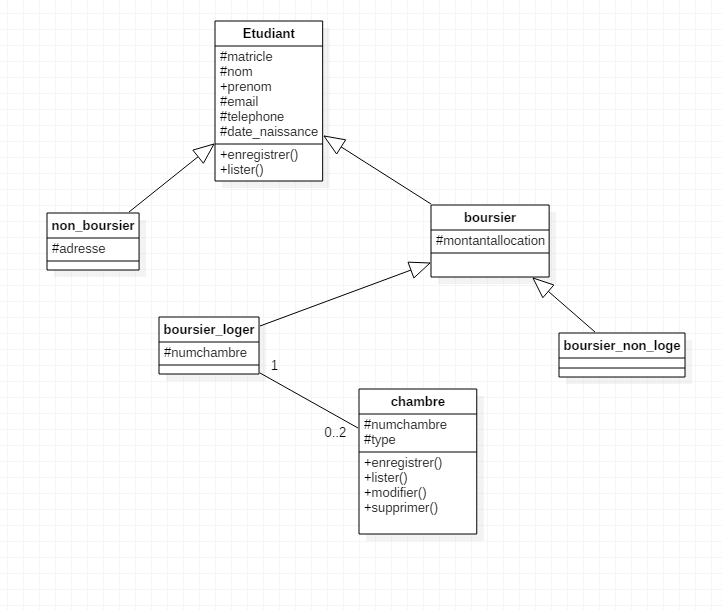 Etudiant
#matricle
#nom
+prenom
#email
#telephone
#date_naissance
+enregistrer()
+lister()
non_boursier
#adresse
boursier
#montantallocation
boursier_loger
#numchambre
boursier_non_loge
1
0..2
chambre
#numchambre
#type
+enregistrer()
+lister()
+modifier()
+supprimer()